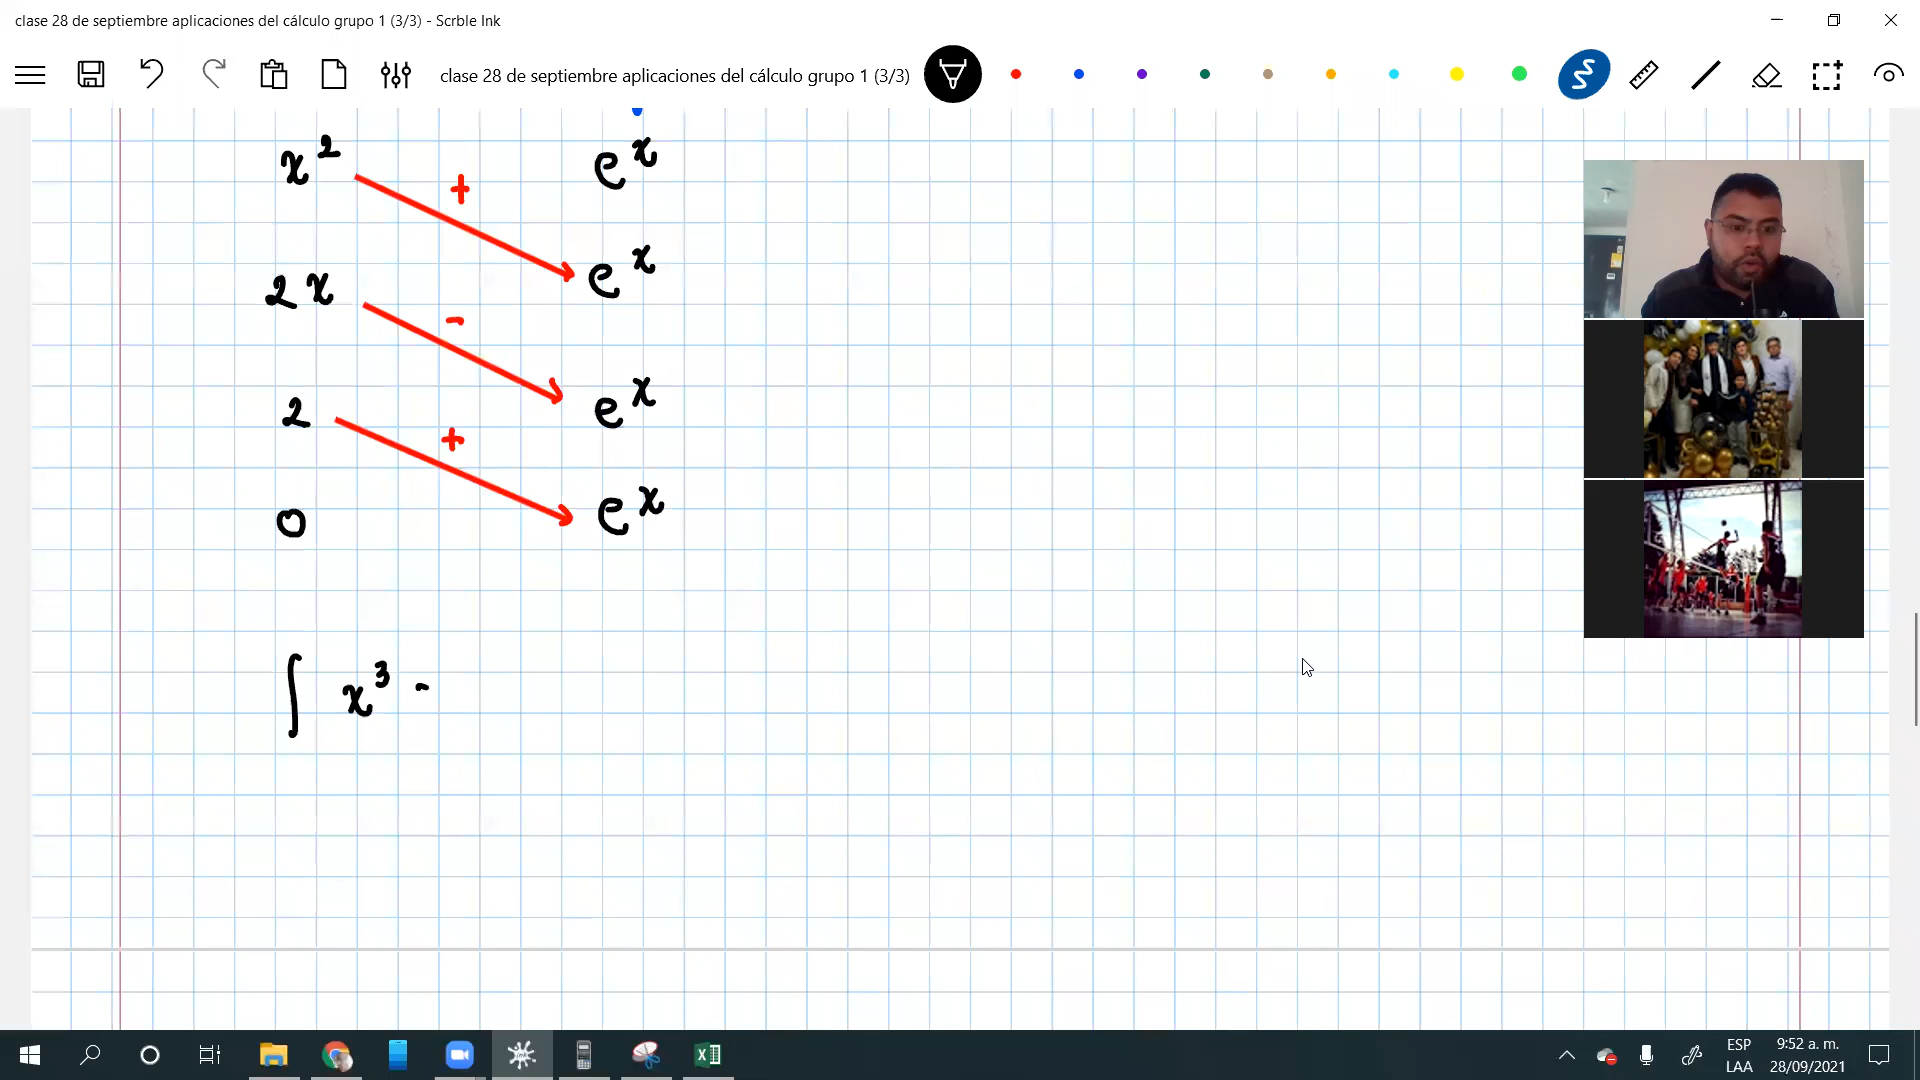 clase 28 de septiembre aplicaciones del cálculo grupo 1 (3/3) - Scrble Ink
clase 28 de septiembre aplicaciones del cálculo grupo 1 (3/3)
x² + eˣ
eˣ
2x -
eˣ
2 +
0 eˣ
∫ x³ -
ESP 9:52 a. m.
LAA 28/09/2021